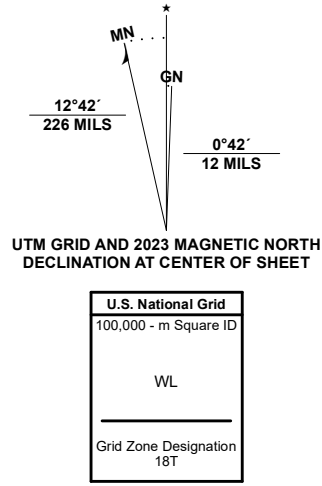 ★
MN
GN
12°42´
226 MILS
0°42´
12 MILS
UTM GRID AND 2023 MAGNETIC NORTH
DECLINATION AT CENTER OF SHEET
U.S. National Grid
100,000 - m Square ID
WL
Grid Zone Designation
18T